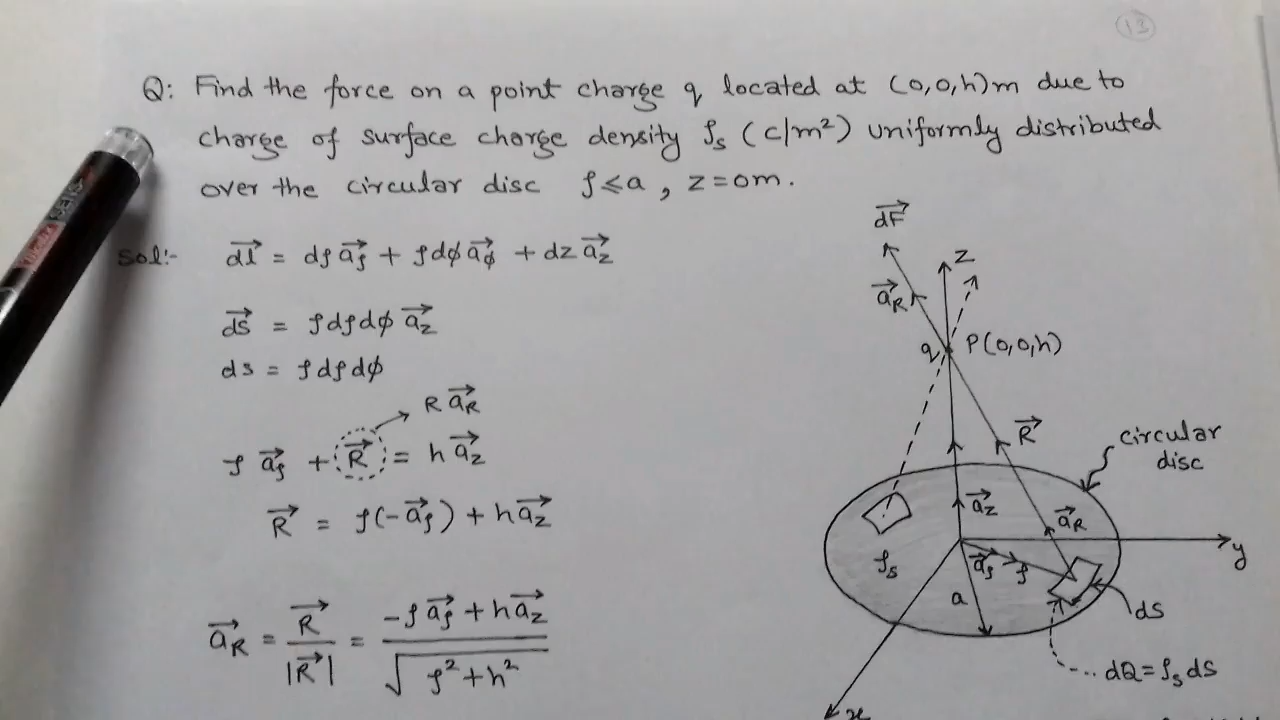 13
Q: Find the force on a point charge q located at (0,0,h)m due to
charge of surface charge density ρs (c/m²) uniformly distributed
over the circular disc ρ⩽a, z=0m.
Sol:- dl⃗ = dρ a⃗ρ + ρdϕ a⃗ϕ + dz a⃗z
ds⃗ = ρdρdϕ a⃗z
ds = ρdρdϕ
R a⃗R
ρ a⃗ρ + R⃗ = h a⃗z
R⃗ = ρ(-a⃗ρ) + h a⃗z
a⃗R = R⃗ / |R⃗| = (-ρ a⃗ρ + h a⃗z) / √(ρ²+h²)
dF⃗
z
a⃗R
q P(0,0,h)
R⃗
circular
disc
a⃗z
a⃗R
y
ρs
a⃗ρ ρ
a
ds
dQ=ρs ds
x